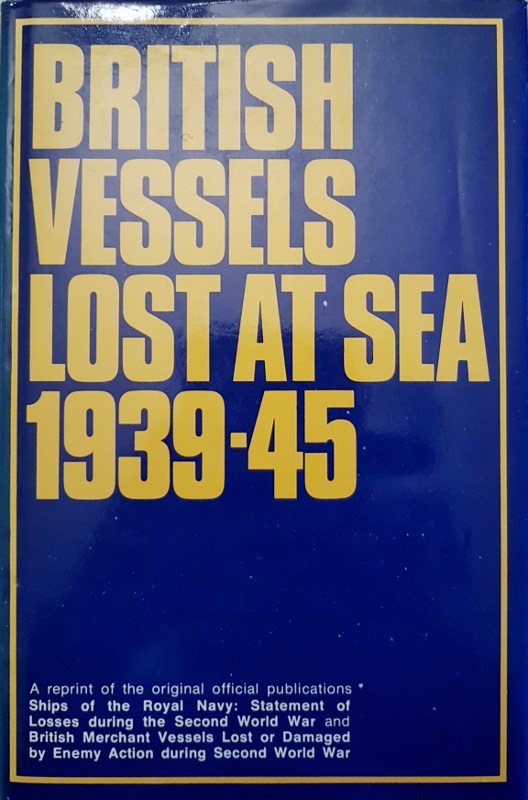 BRITISH
VESSELS
LOST AT SEA
1939-45
A reprint of the original official publications
Ships of the Royal Navy: Statement of
Losses during the Second World War and
British Merchant Vessels Lost or Damaged
by Enemy Action during Second World War